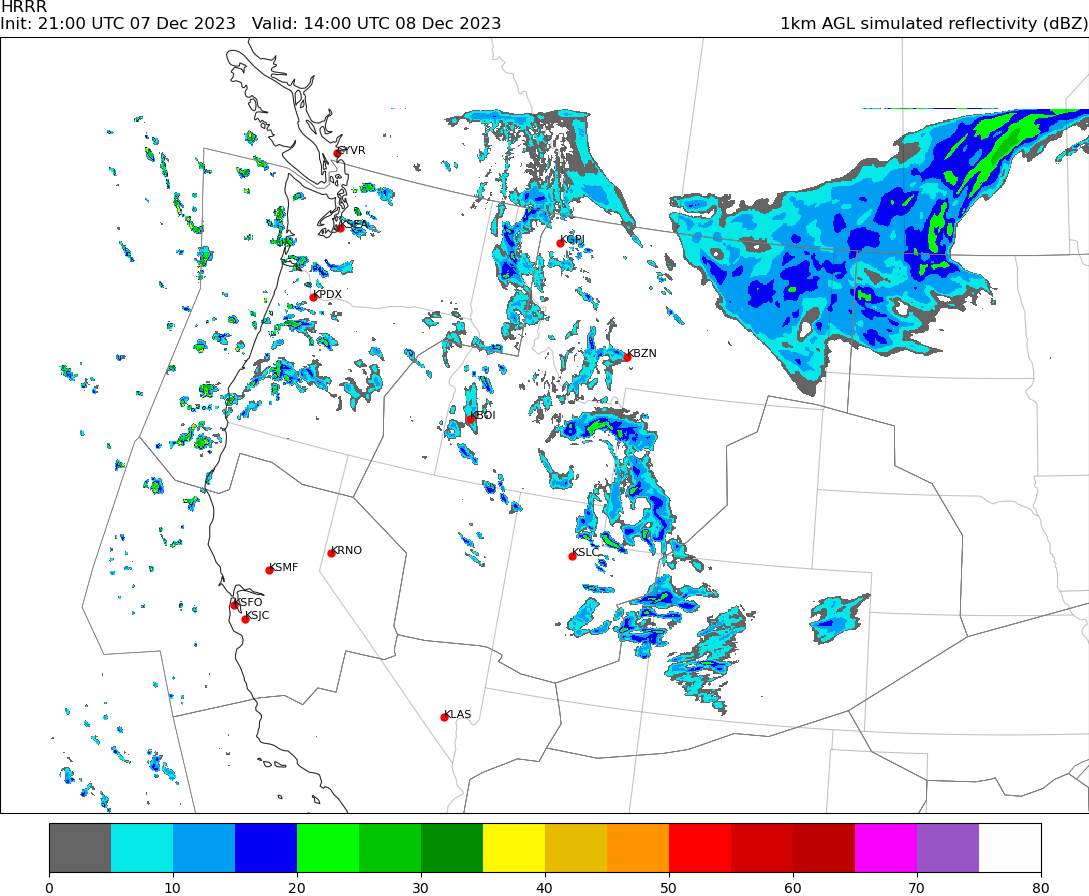 HRRR
Init: 21:00 UTC 07 Dec 2023   Valid: 14:00 UTC 08 Dec 2023
1km AGL simulated reflectivity (dBZ)
CYVR
KSEA
KGPI
KPDX
KBZN
KBOI
KRNO
KSLC
KSMF
KSFO
KSJC
KLAS
0 10 20 30 40 50 60 70 80